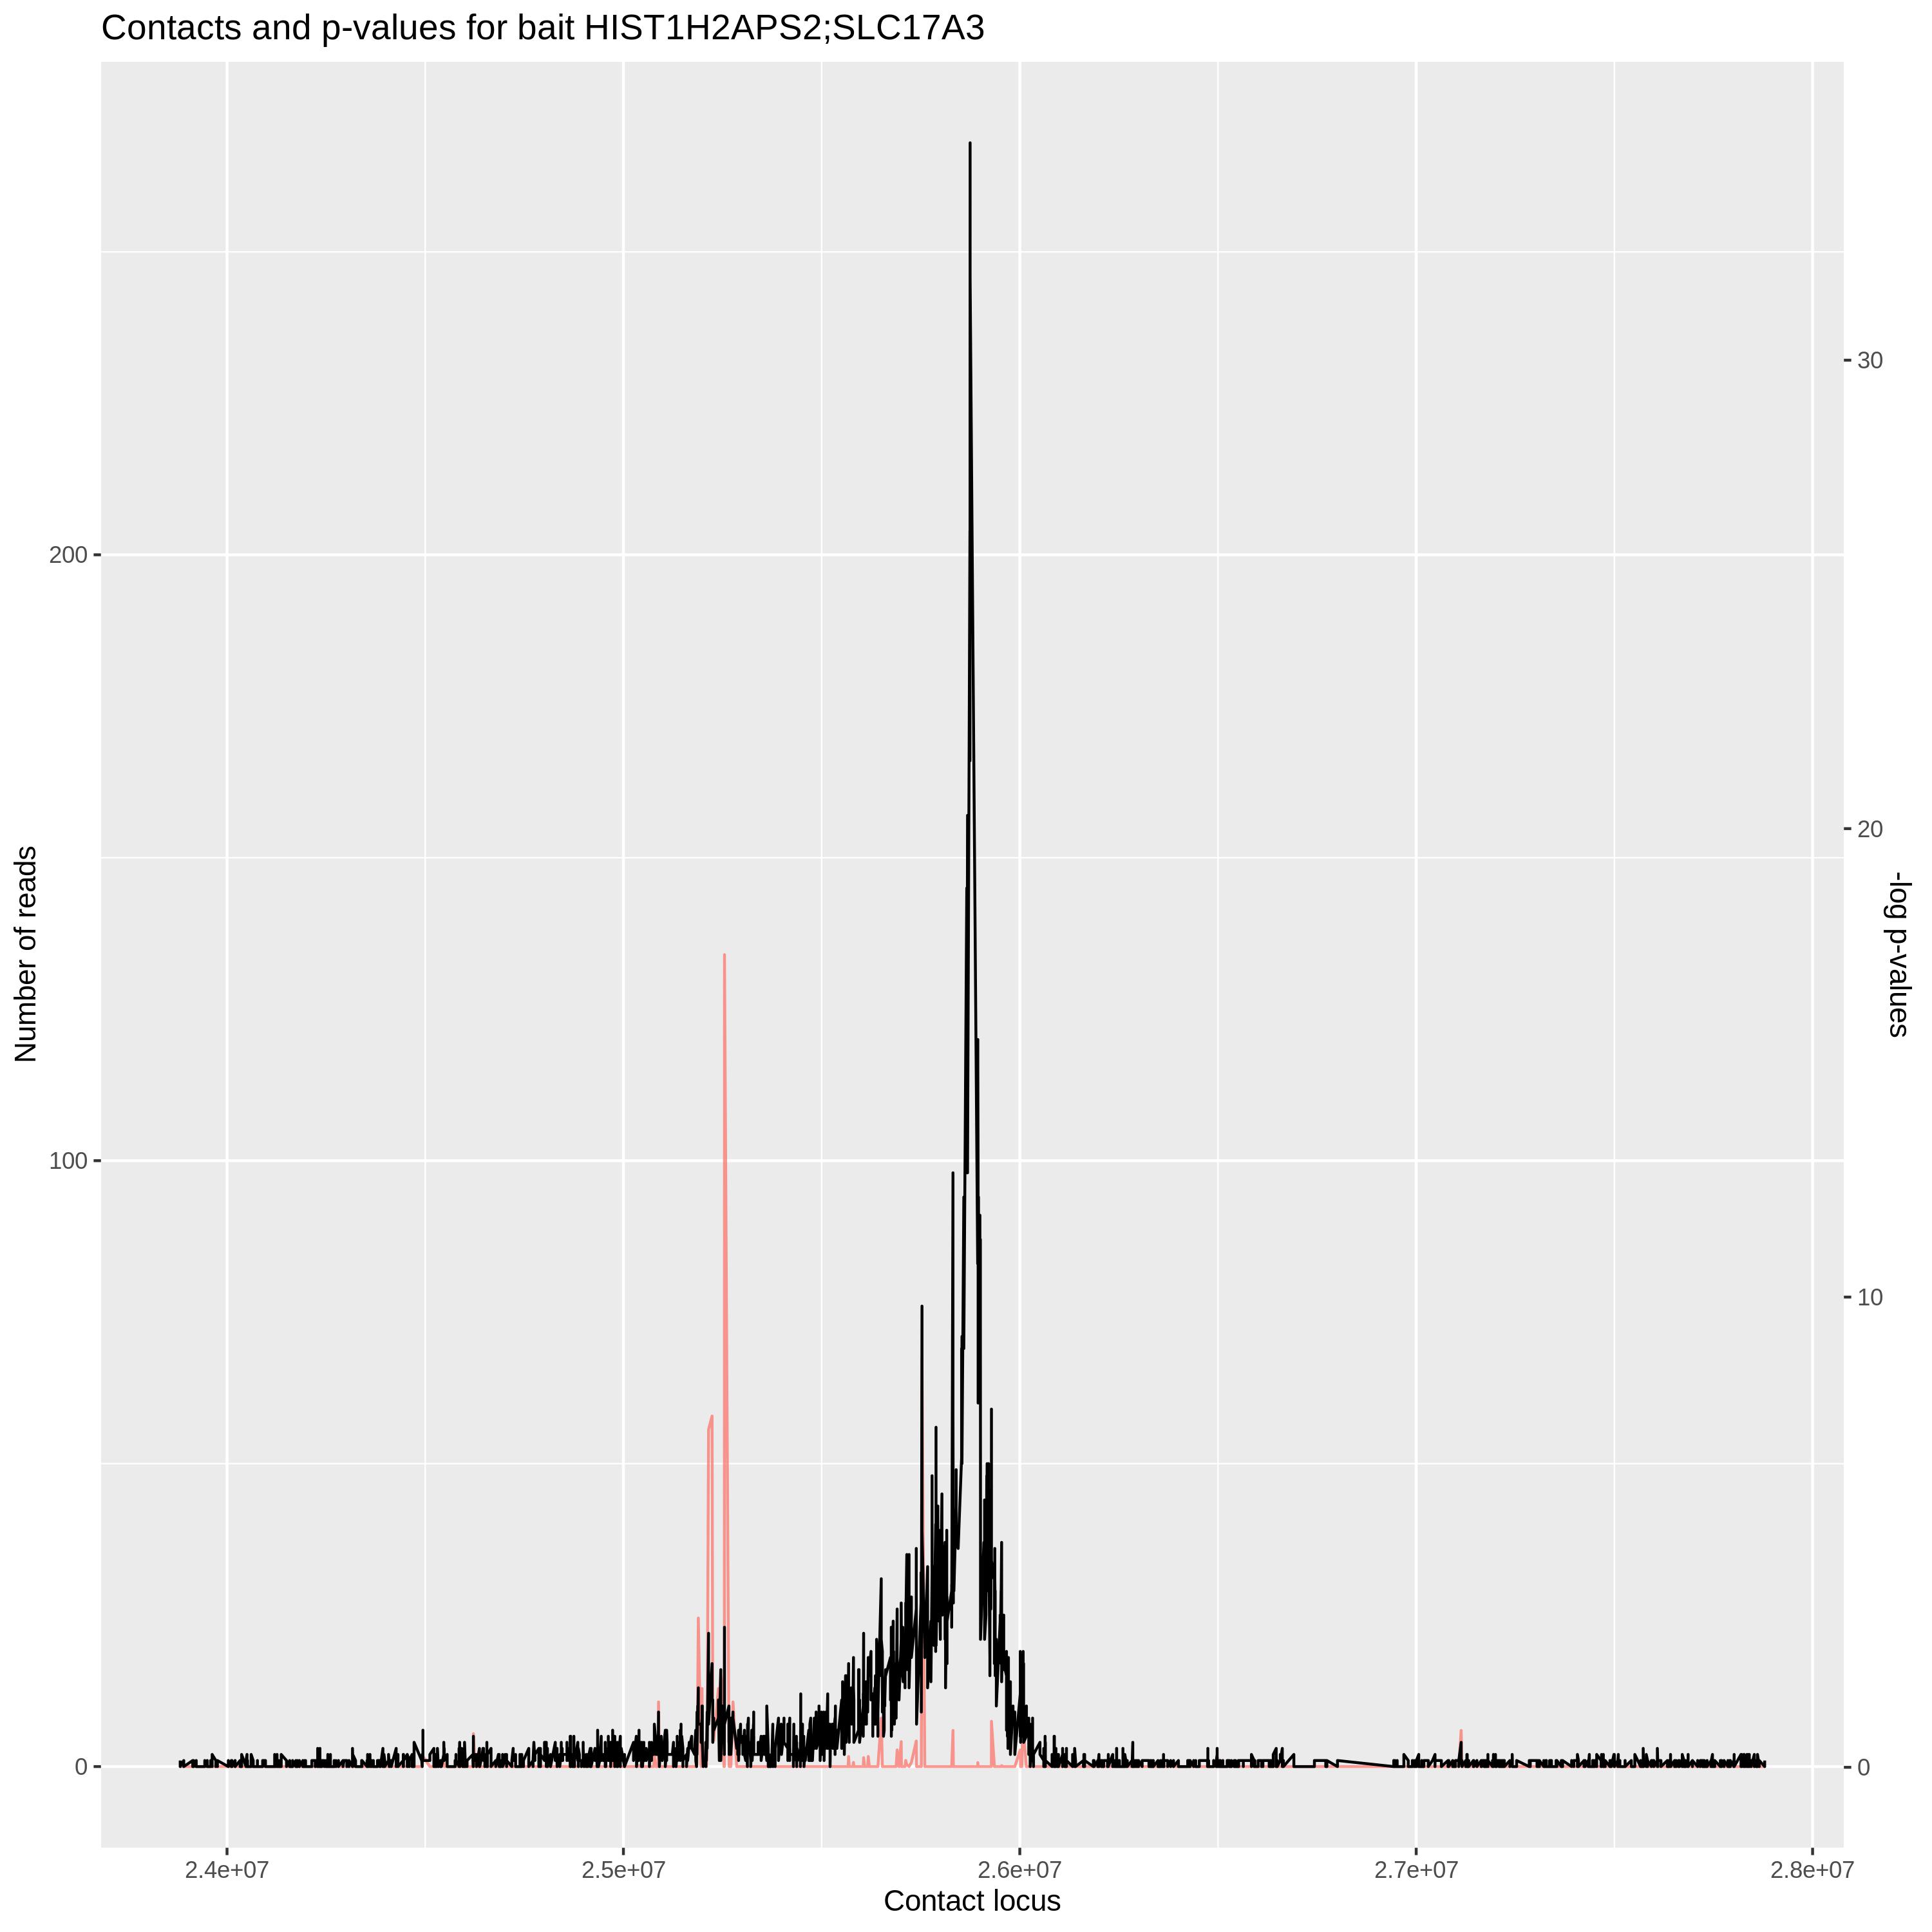 Contacts and p-values for bait HIST1H2APS2;SLC17A3
Number of reads
200
100
0
30
20
10
0
-log p-values
2.4e+07
2.5e+07
2.6e+07
2.7e+07
2.8e+07
Contact locus